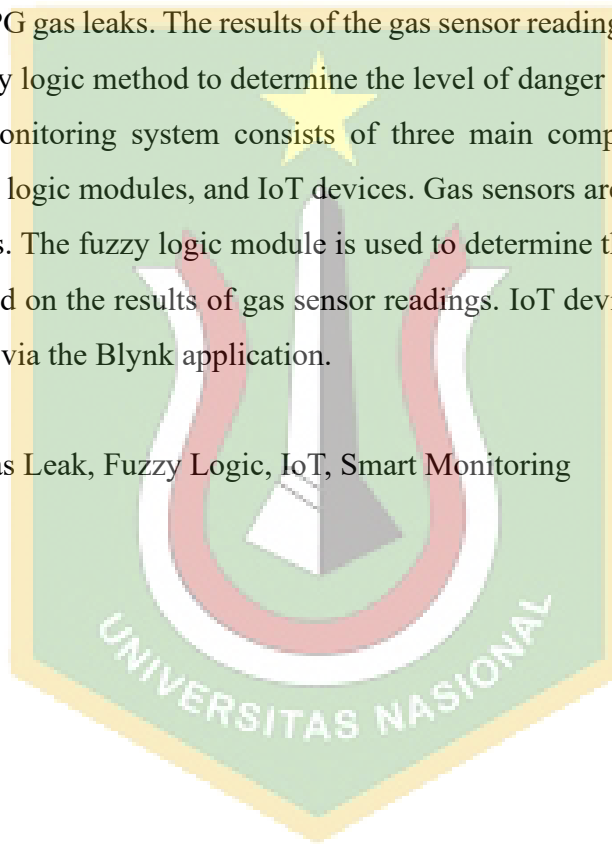 PG gas leaks. The results of the gas sensor reading
y logic method to determine the level of danger
onitoring system consists of three main comp
logic modules, and IoT devices. Gas sensors are
s. The fuzzy logic module is used to determine th
d on the results of gas sensor readings. IoT devi
via the Blynk application.
as Leak, Fuzzy Logic, IoT, Smart Monitoring
UNIVERSITAS NASIONAL